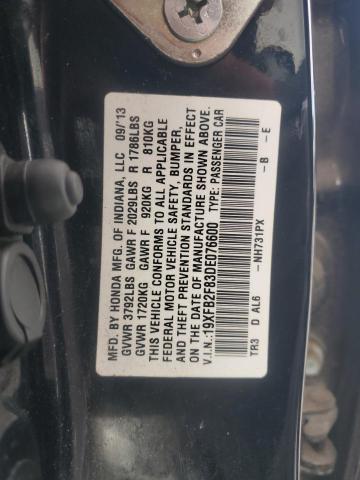 MFD. BY HONDA MFG. OF INDIANA, LLC 09/'13
GVWR 3792LBS GAWR F 2029LBS R 1786LBS
GVWR 1720KG GAWR F 920KG R 810KG
THIS VEHICLE CONFORMS TO ALL APPLICABLE
FEDERAL MOTOR VEHICLE SAFETY, BUMPER,
AND THEFT PREVENTION STANDARDS IN EFFECT
ON THE DATE OF MANUFACTURE SHOWN ABOVE.
V.I.N.:19XFB2F83DE076600 TYPE: PASSENGER CAR
TR3 D AL6 -NH731PX -B -E